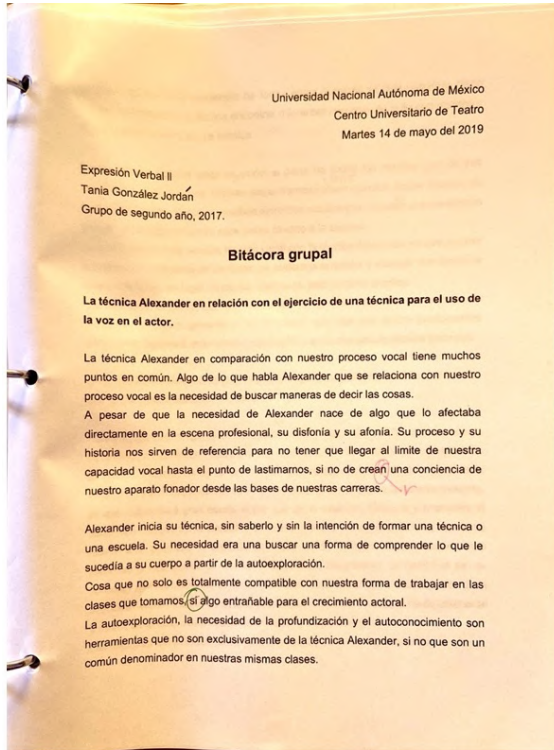 Universidad Nacional Autónoma de México
Centro Universitario de Teatro
Martes 14 de mayo del 2019
Expresión Verbal II
Tania González Jordán
Grupo de segundo año, 2017.
Bitácora grupal
La técnica Alexander en relación con el ejercicio de una técnica para el uso de
la voz en el actor.
La técnica Alexander en comparación con nuestro proceso vocal tiene muchos
puntos en común. Algo de lo que habla Alexander que se relaciona con nuestro
proceso vocal es la necesidad de buscar maneras de decir las cosas.
A pesar de que la necesidad de Alexander nace de algo que lo afectaba
directamente en la escena profesional, su disfonía y su afonía. Su proceso y su
historia nos sirven de referencia para no tener que llegar al limite de nuestra
capacidad vocal hasta el punto de lastimarnos, si no de crean una conciencia de
nuestro aparato fonador desde las bases de nuestras carreras.
r
Alexander inicia su técnica, sin saberlo y sin la intención de formar una técnica o
una escuela. Su necesidad era una buscar una forma de comprender lo que le
sucedía a su cuerpo a partir de la autoexploración.
Cosa que no solo es totalmente compatible con nuestra forma de trabajar en las
clases que tomamos, si algo entrañable para el crecimiento actoral.
La autoexploración, la necesidad de la profundización y el autoconocimiento son
herramientas que no son exclusivamente de la técnica Alexander, si no que son un
común denominador en nuestras mismas clases.